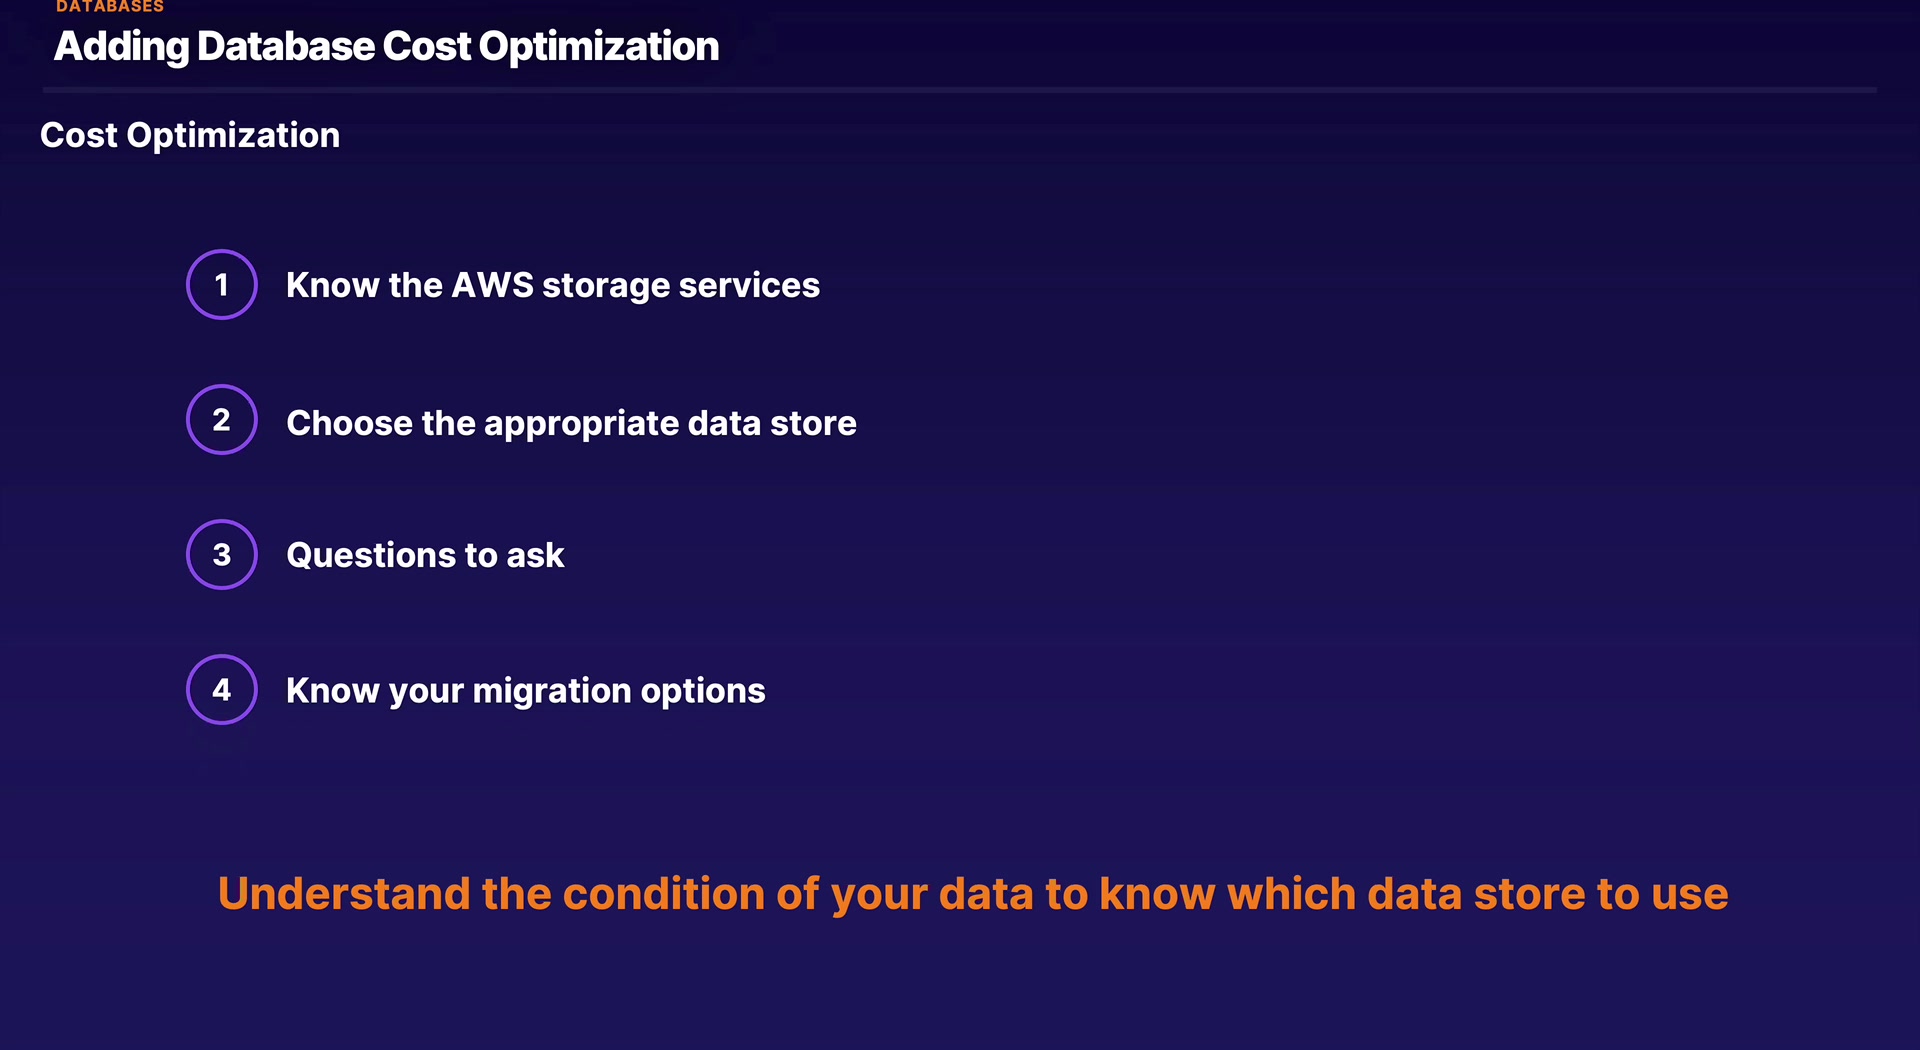 DATABASES
Adding Database Cost Optimization
Cost Optimization
1 Know the AWS storage services
2 Choose the appropriate data store
3 Questions to ask
4 Know your migration options
Understand the condition of your data to know which data store to use